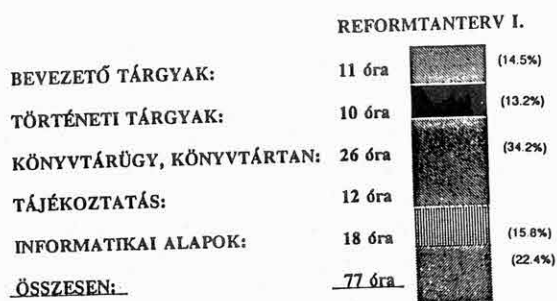 REFORMTANTERV I.
BEVEZETŐ TÁRGYAK: 11 óra (14.5%)
TÖRTÉNETI TÁRGYAK: 10 óra (13.2%)
KÖNYVTÁRÜGY, KÖNYVTÁRTAN: 26 óra (34.2%)
TÁJÉKOZTATÁS: 12 óra
INFORMATIKAI ALAPOK: 18 óra (15.8%)
(22.4%)
ÖSSZESEN: 77 óra